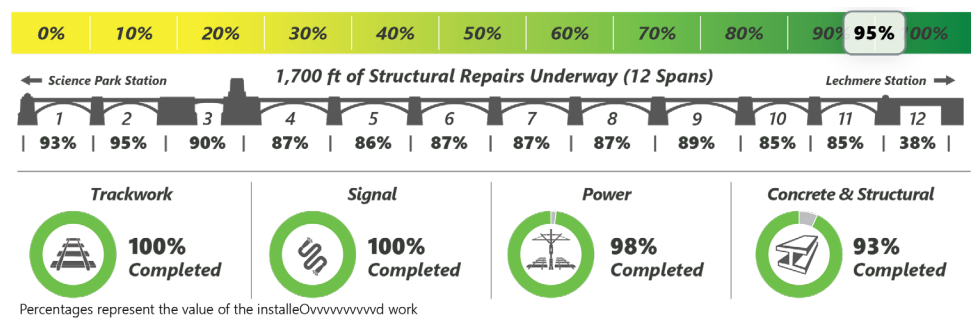 0% 10% 20% 30% 40% 50% 60% 70% 80% 90% 95% 100%
1,700 ft of Structural Repairs Underway (12 Spans)
Science Park Station Lechmere Station
1 2 3 4 5 6 7 8 9 10 11 12
| 93% | 95% | 90% | 87% | 86% | 87% | 87% | 87% | 89% | 85% | 85% | 38% |
Trackwork Signal Power Concrete & Structural
100% 100% 98% 93%
Completed Completed Completed Completed
Percentages represent the value of the installeOvvvvvvvvvd work